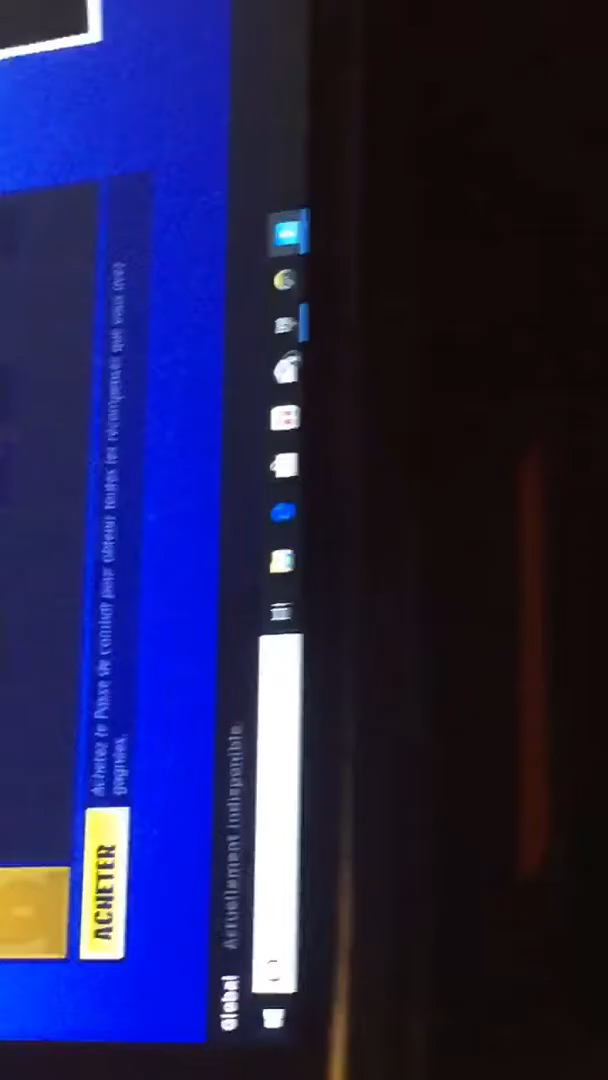 ACHETER
Achetez le Passe de combat pour obtenir toutes les récompenses que vous avez
gagnées.
Global Actuellement indisponible.